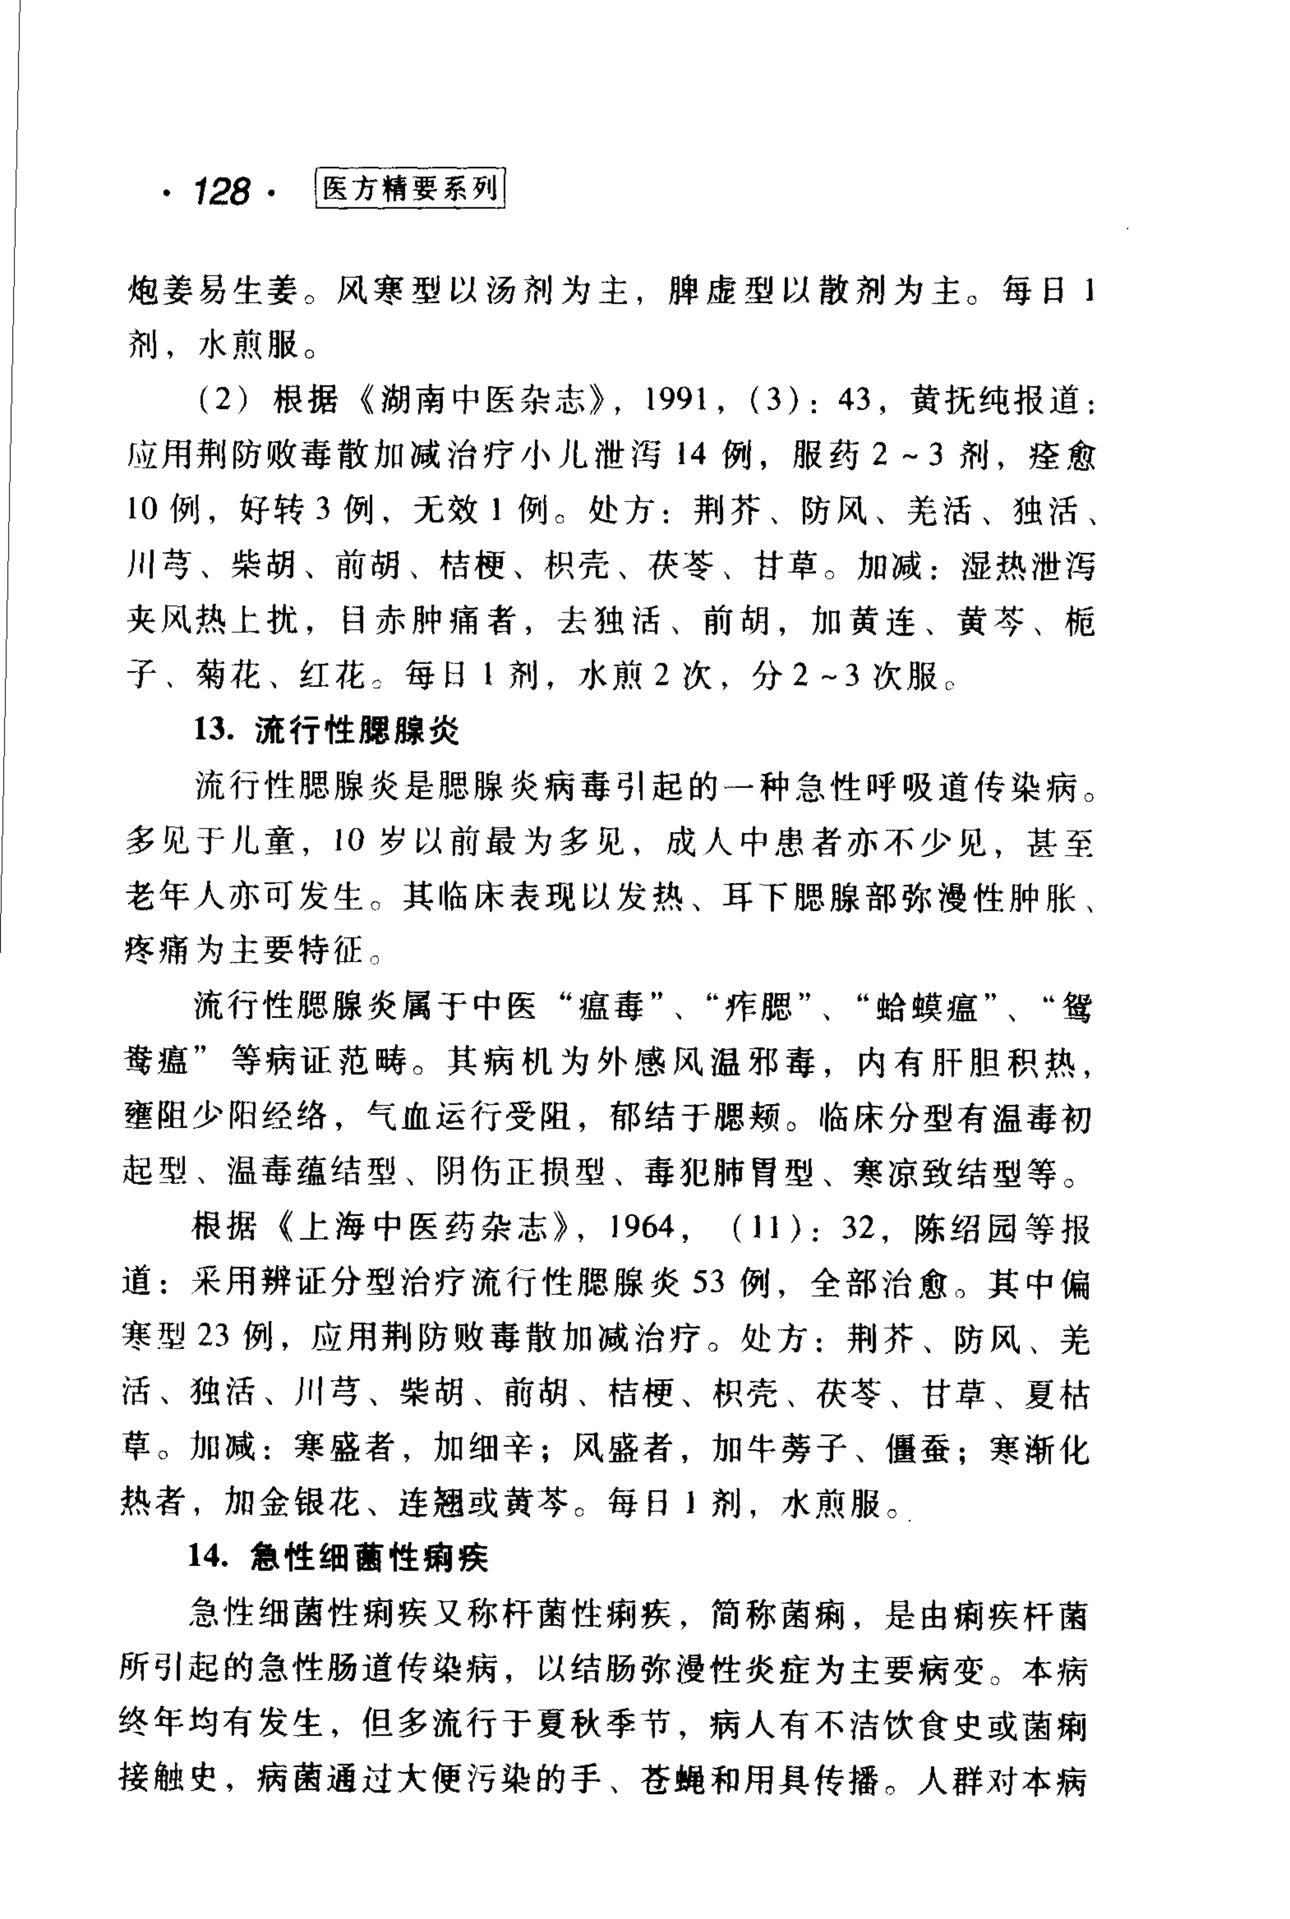 · 128 · 医方精要系列
炮姜易生姜。风寒型以汤剂为主，脾虚型以散剂为主。每日 1
剂，水煎服。
（2）根据《湖南中医杂志》，1991，（3）：43，黄抚纯报道：
应用荆防败毒散加减治疗小儿泄泻 14 例，服药 2～3 剂，痊愈
10 例，好转 3 例，无效 1 例。处方：荆芥、防风、羌活、独活、
川芎、柴胡、前胡、桔梗、枳壳、茯苓、甘草。加减：湿热泄泻
夹风热上扰，目赤肿痛者，去独活、前胡，加黄连、黄芩、栀
子、菊花、红花。每日 1 剂，水煎 2 次，分 2～3 次服。
13. 流行性腮腺炎
流行性腮腺炎是腮腺炎病毒引起的一种急性呼吸道传染病。
多见于儿童，10 岁以前最为多见，成人中患者亦不少见，甚至
老年人亦可发生。其临床表现以发热、耳下腮腺部弥漫性肿胀、
疼痛为主要特征。
流行性腮腺炎属于中医“瘟毒”、“痄腮”、“蛤蟆瘟”、“鸳
鸯瘟”等病证范畴。其病机为外感风温邪毒，内有肝胆积热，
壅阻少阳经络，气血运行受阻，郁结于腮颊。临床分型有温毒初
起型、温毒蕴结型、阴伤正损型、毒犯肺胃型、寒凉致结型等。
根据《上海中医药杂志》，1964，（11）：32，陈绍园等报
道：采用辨证分型治疗流行性腮腺炎 53 例，全部治愈。其中偏
寒型 23 例，应用荆防败毒散加减治疗。处方：荆芥、防风、羌
活、独活、川芎、柴胡、前胡、桔梗、枳壳、茯苓、甘草、夏枯
草。加减：寒盛者，加细辛；风盛者，加牛蒡子、僵蚕；寒渐化
热者，加金银花、连翘或黄芩。每日 1 剂，水煎服。
14. 急性细菌性痢疾
急性细菌性痢疾又称杆菌性痢疾，简称菌痢，是由痢疾杆菌
所引起的急性肠道传染病，以结肠弥漫性炎症为主要病变。本病
终年均有发生，但多流行于夏秋季节，病人有不洁饮食史或菌痢
接触史，病菌通过大便污染的手、苍蝇和用具传播。人群对本病